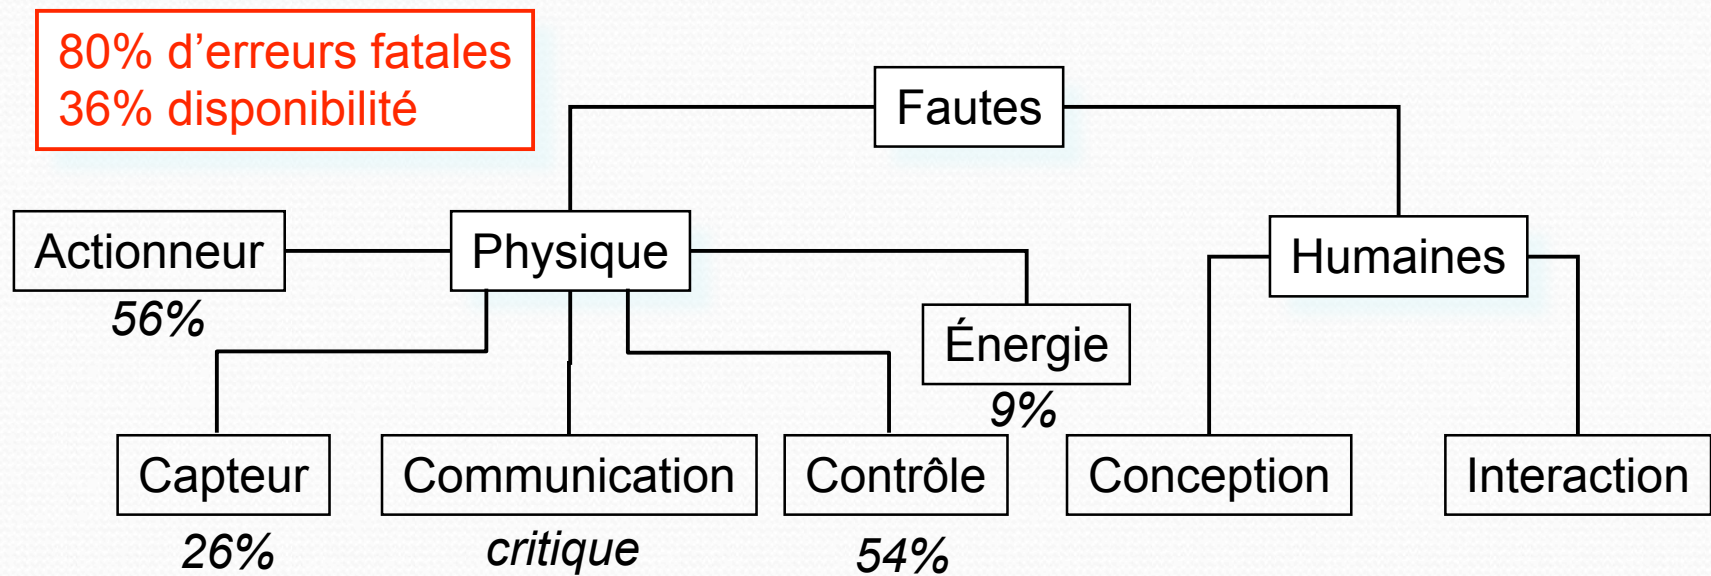 80% d'erreurs fatales
36% disponibilité
Fautes
Actionneur
56%
Physique
Humaines
Énergie
9%
Capteur
26%
Communication
critique
Contrôle
54%
Conception
Interaction